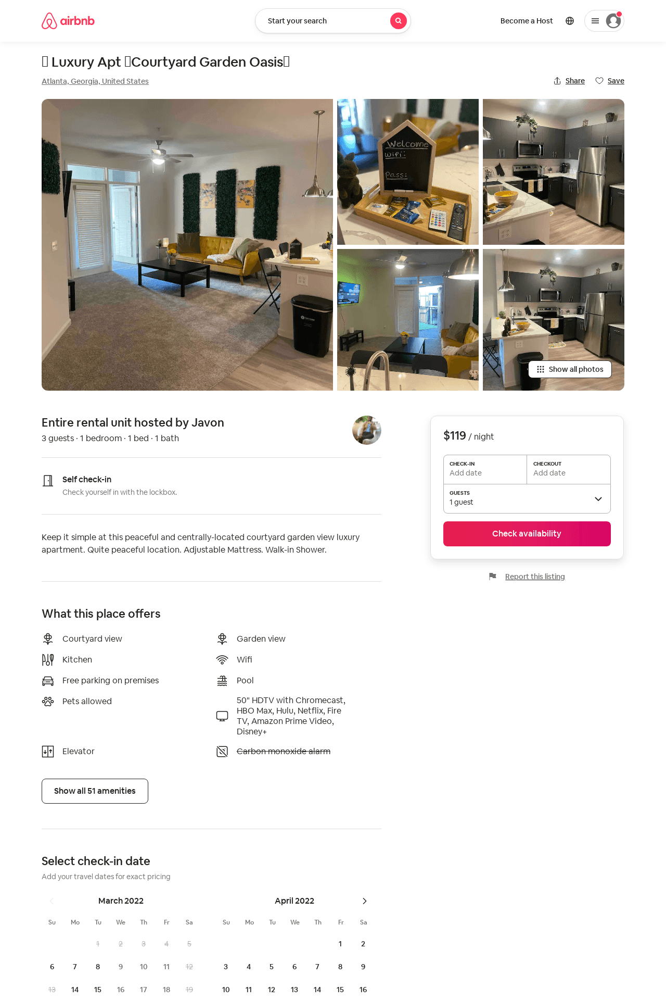 airbnb
Start your search
Become a Host
Luxury Apt Courtyard Garden Oasis
Atlanta, Georgia, United States
Share
Save
Welcome
Wifi:
Pass:
Show all photos
Entire rental unit hosted by Javon
3 guests · 1 bedroom · 1 bed · 1 bath
Self check-in
Check yourself in with the lockbox.
Keep it simple at this peaceful and centrally-located courtyard garden view luxury
apartment. Quite peaceful location. Adjustable Mattress. Walk-in Shower.
$119 / night
CHECK-IN
Add date
CHECKOUT
Add date
GUESTS
1 guest
Check availability
Report this listing
What this place offers
Courtyard view
Garden view
Kitchen
Wifi
Free parking on premises
Pool
Pets allowed
50" HDTV with Chromecast,
HBO Max, Hulu, Netflix, Fire
TV, Amazon Prime Video,
Disney+
Elevator
Carbon monoxide alarm
Show all 51 amenities
Select check-in date
Add your travel dates for exact pricing
March 2022
Su Mo Tu We Th Fr Sa
1 2 3 4 5
6 7 8 9 10 11 12
13 14 15 16 17 18 19
April 2022
Su Mo Tu We Th Fr Sa
1 2
3 4 5 6 7 8 9
10 11 12 13 14 15 16